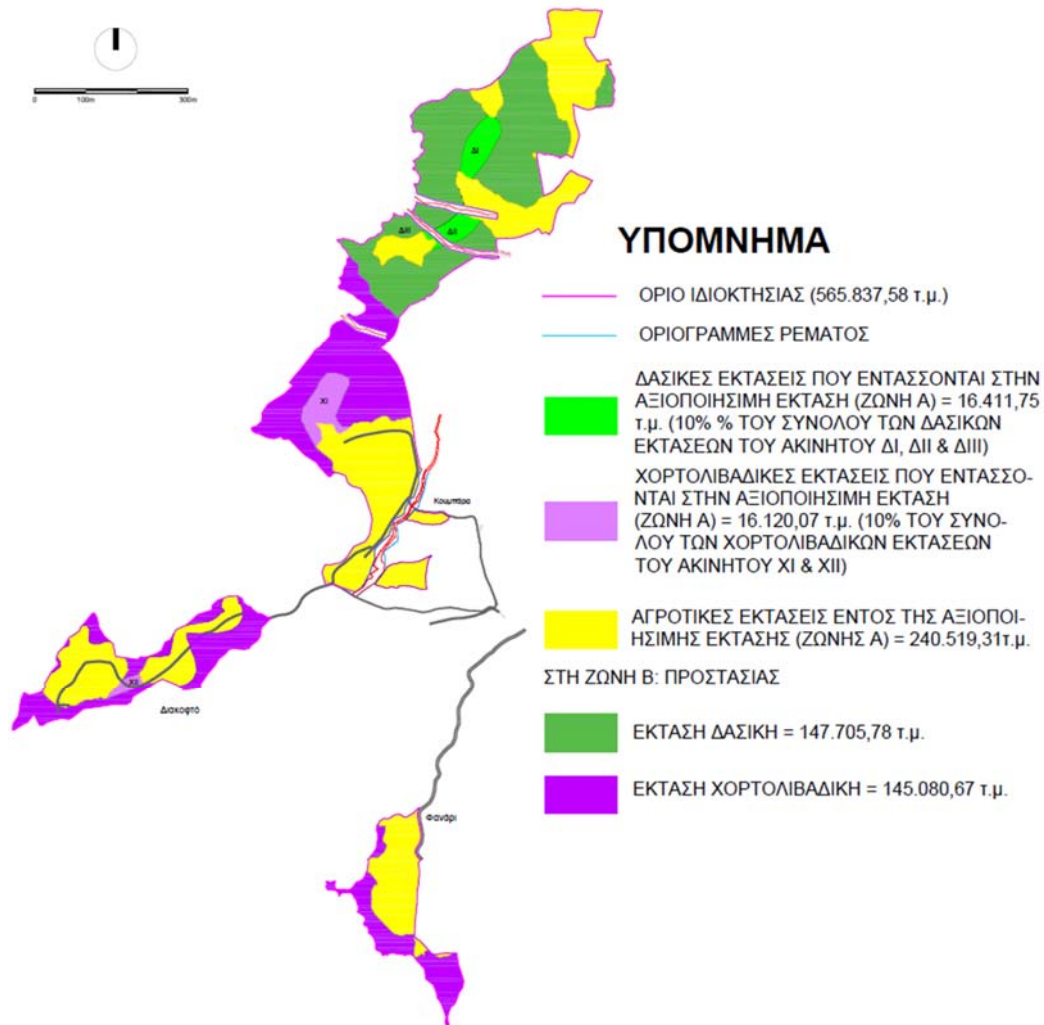 0
100m
300m
ΔΙ
ΔΙΙΙ
ΔΙΙ
ΧΙ
Κουμπάρα
ΧΙΙ
Διακοφτό
Φανάρι
ΥΠΟΜΝΗΜΑ
ΟΡΙΟ ΙΔΙΟΚΤΗΣΙΑΣ (565.837,58 τ.μ.)
ΟΡΙΟΓΡΑΜΜΕΣ ΡΕΜΑΤΟΣ
ΔΑΣΙΚΕΣ ΕΚΤΑΣΕΙΣ ΠΟΥ ΕΝΤΑΣΣΟΝΤΑΙ ΣΤΗΝ
ΑΞΙΟΠΟΙΗΣΙΜΗ ΕΚΤΑΣΗ (ΖΩΝΗ Α) = 16.411,75
τ.μ. (10% % ΤΟΥ ΣΥΝΟΛΟΥ ΤΩΝ ΔΑΣΙΚΩΝ
ΕΚΤΑΣΕΩΝ ΤΟΥ ΑΚΙΝΗΤΟΥ ΔΙ, ΔΙΙ & ΔΙΙΙ)
ΧΟΡΤΟΛΙΒΑΔΙΚΕΣ ΕΚΤΑΣΕΙΣ ΠΟΥ ΕΝΤΑΣΣΟ-
ΝΤΑΙ ΣΤΗΝ ΑΞΙΟΠΟΙΗΣΙΜΗ ΕΚΤΑΣΗ
(ΖΩΝΗ Α) = 16.120,07 τ.μ. (10% ΤΟΥ ΣΥΝΟ-
ΛΟΥ ΤΩΝ ΧΟΡΤΟΛΙΒΑΔΙΚΩΝ ΕΚΤΑΣΕΩΝ
ΤΟΥ ΑΚΙΝΗΤΟΥ ΧΙ & ΧΙΙ)
ΑΓΡΟΤΙΚΕΣ ΕΚΤΑΣΕΙΣ ΕΝΤΟΣ ΤΗΣ ΑΞΙΟΠΟΙ-
ΗΣΙΜΗΣ ΕΚΤΑΣΗΣ (ΖΩΝΗΣ Α) = 240.519,31τ.μ.
ΣΤΗ ΖΩΝΗ Β: ΠΡΟΣΤΑΣΙΑΣ
ΕΚΤΑΣΗ ΔΑΣΙΚΗ = 147.705,78 τ.μ.
ΕΚΤΑΣΗ ΧΟΡΤΟΛΙΒΑΔΙΚΗ = 145.080,67 τ.μ.